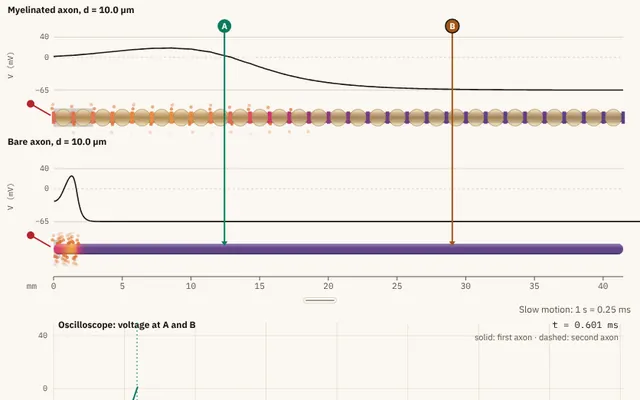 Myelinated axon, d = 10.0 µm
A
B
40
0
−65
V (mV)
Bare axon, d = 10.0 µm
40
0
−65
V (mV)
mm
0 5 10 15 20 25 30 35 40
Slow motion: 1 s = 0.25 ms
Oscilloscope: voltage at A and B
t = 0.601 ms
solid: first axon · dashed: second axon
40
0